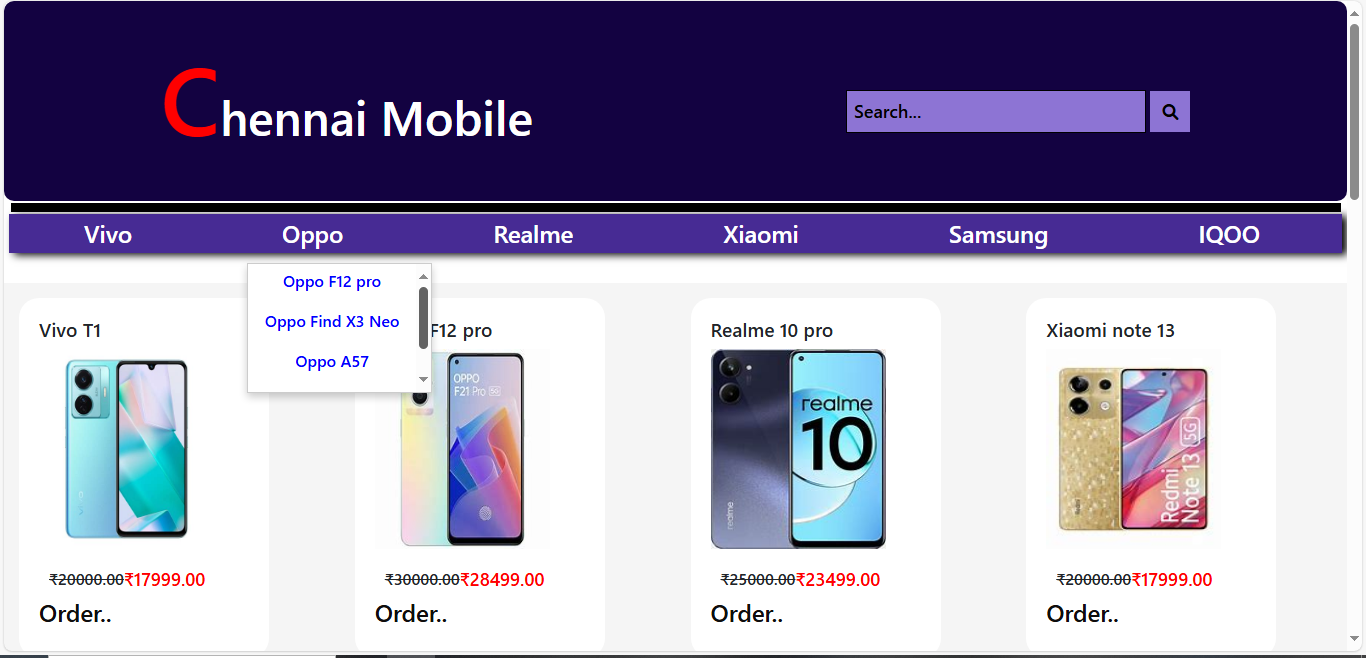 Chennai Mobile
Search...
Vivo Oppo Realme Xiaomi Samsung IQOO
Oppo F12 pro
Oppo Find X3 Neo
Oppo A57
Vivo T1
F12 pro
Realme 10 pro
Xiaomi note 13
OPPO
F21 Pro 5G
realme
10
realme
Redmi
Note 13 5G
vivo
₹20000.00₹17999.00
₹30000.00₹28499.00
₹25000.00₹23499.00
₹20000.00₹17999.00
Order..
Order..
Order..
Order..